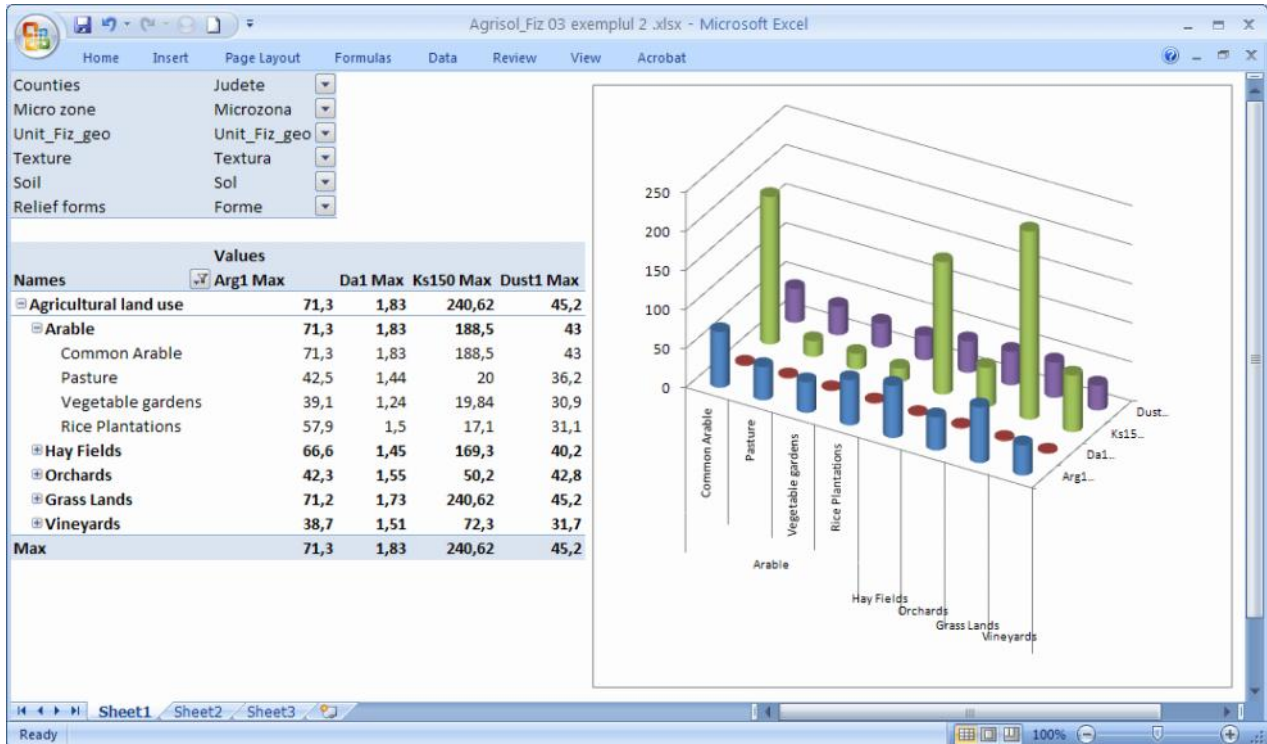 Agrisol_Fiz 03 exemplul 2 .xlsx - Microsoft Excel
Home Insert Page Layout Formulas Data Review View Acrobat
Counties Judete
Micro zone Microzona
Unit_Fiz_geo Unit_Fiz_geo
Texture Textura
Soil Sol
Relief forms Forme
Values
Names Arg1 Max Da1 Max Ks150 Max Dust1 Max
Agricultural land use 71,3 1,83 240,62 45,2
Arable 71,3 1,83 188,5 43
Common Arable 71,3 1,83 188,5 43
Pasture 42,5 1,44 20 36,2
Vegetable gardens 39,1 1,24 19,84 30,9
Rice Plantations 57,9 1,5 17,1 31,1
Hay Fields 66,6 1,45 169,3 40,2
Orchards 42,3 1,55 50,2 42,8
Grass Lands 71,2 1,73 240,62 45,2
Vineyards 38,7 1,51 72,3 31,7
Max 71,3 1,83 240,62 45,2
250
200
150
100
50
0
Common Arable
Pasture
Vegetable gardens
Rice Plantations
Arable
Hay Fields
Orchards
Grass Lands
Vineyards
Dust...
Ks15...
Da1...
Arg1...
Sheet1 Sheet2 Sheet3
Ready 100%